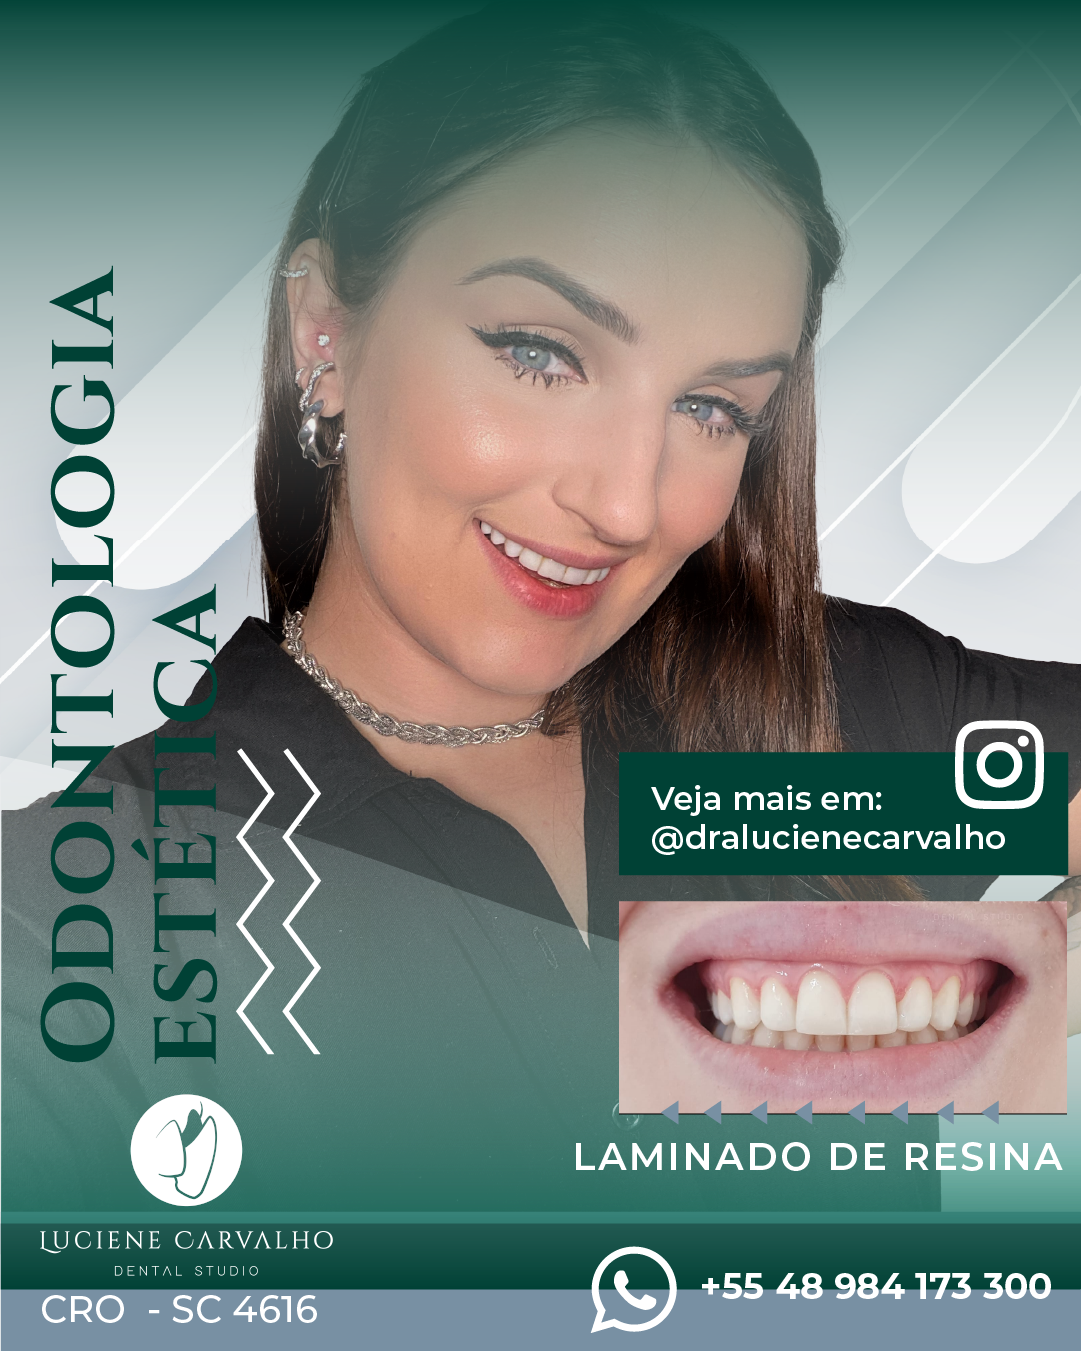 ODONTOLOGIA
ESTÉTICA
Veja mais em:
@dralucienecarvalho
LAMINADO DE RESINA
LUCIENE CARVALHO
DENTAL STUDIO
CRO - SC 4616
+55 48 984 173 300